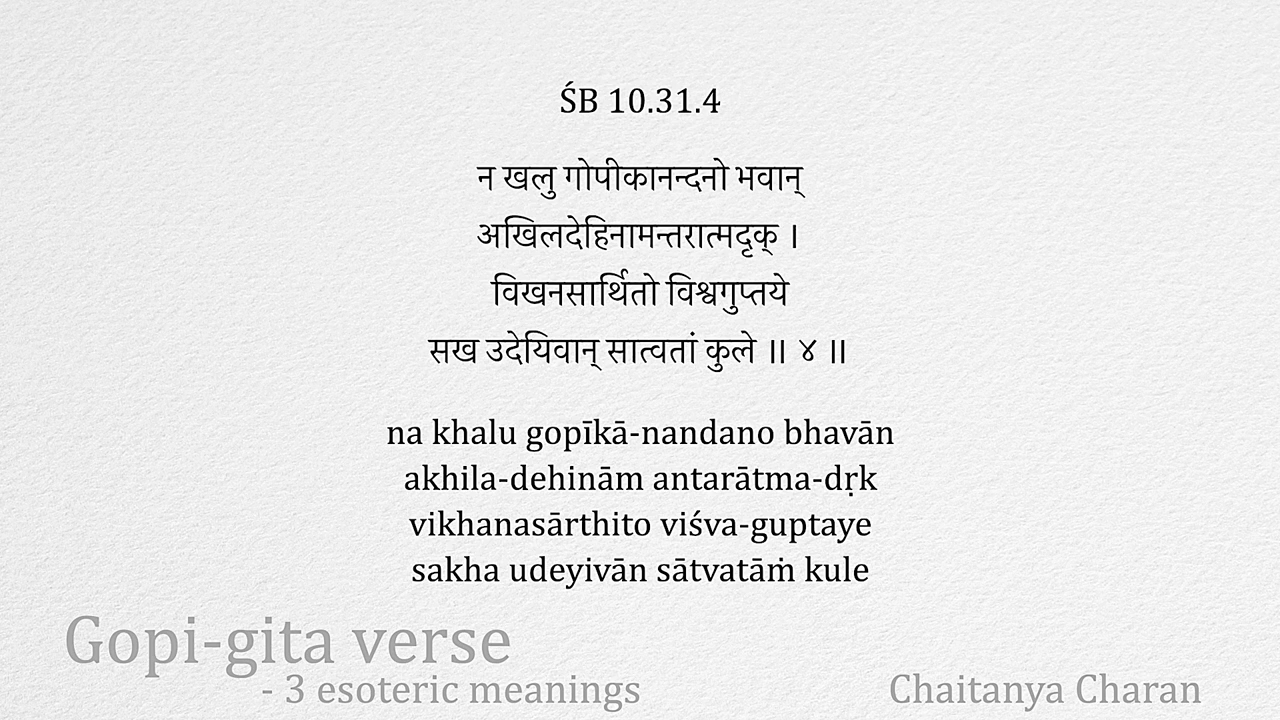 ŚB 10.31.4
न खलु गोपीकानन्दनो भवान्
अखिलदेहिनामन्तरात्मदृक् ।
विखनसार्थितो विश्वगुप्तये
सख उदेयिवान् सात्वतां कुले ॥ ४ ॥
na khalu gopīkā-nandano bhavān
akhila-dehinām antarātma-dṛk
vikhanasārthito viśva-guptaye
sakha udeyivān sātvatāṁ kule
Gopi-gita verse
- 3 esoteric meanings
Chaitanya Charan